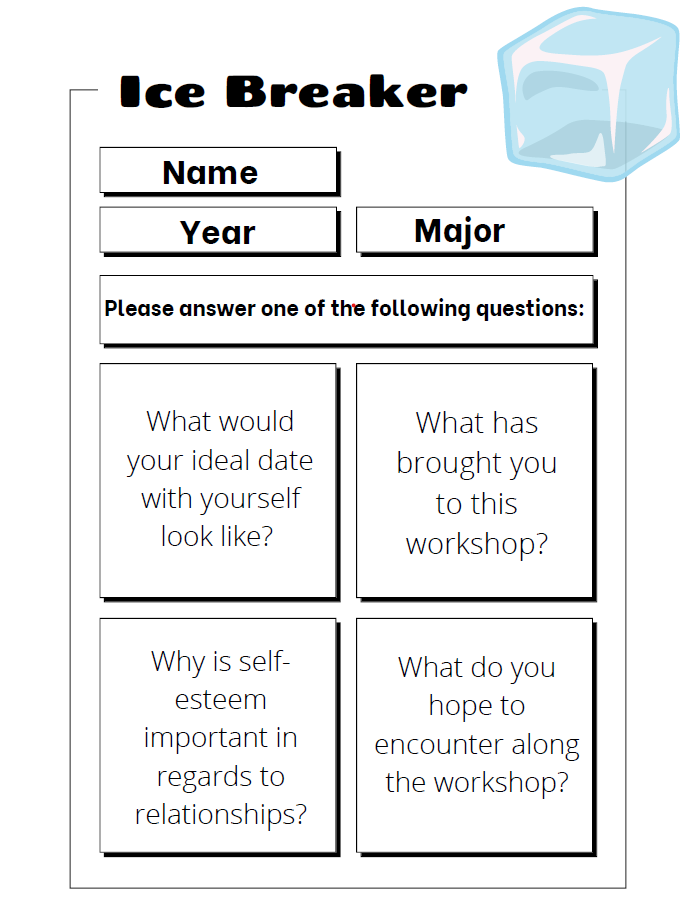 Ice Breaker
Name
Year
Major
Please answer one of the following questions:
What would
your ideal date
with yourself
look like?
What has
brought you
to this
workshop?
Why is self-
esteem
important in
regards to
relationships?
What do you
hope to
encounter along
the workshop?